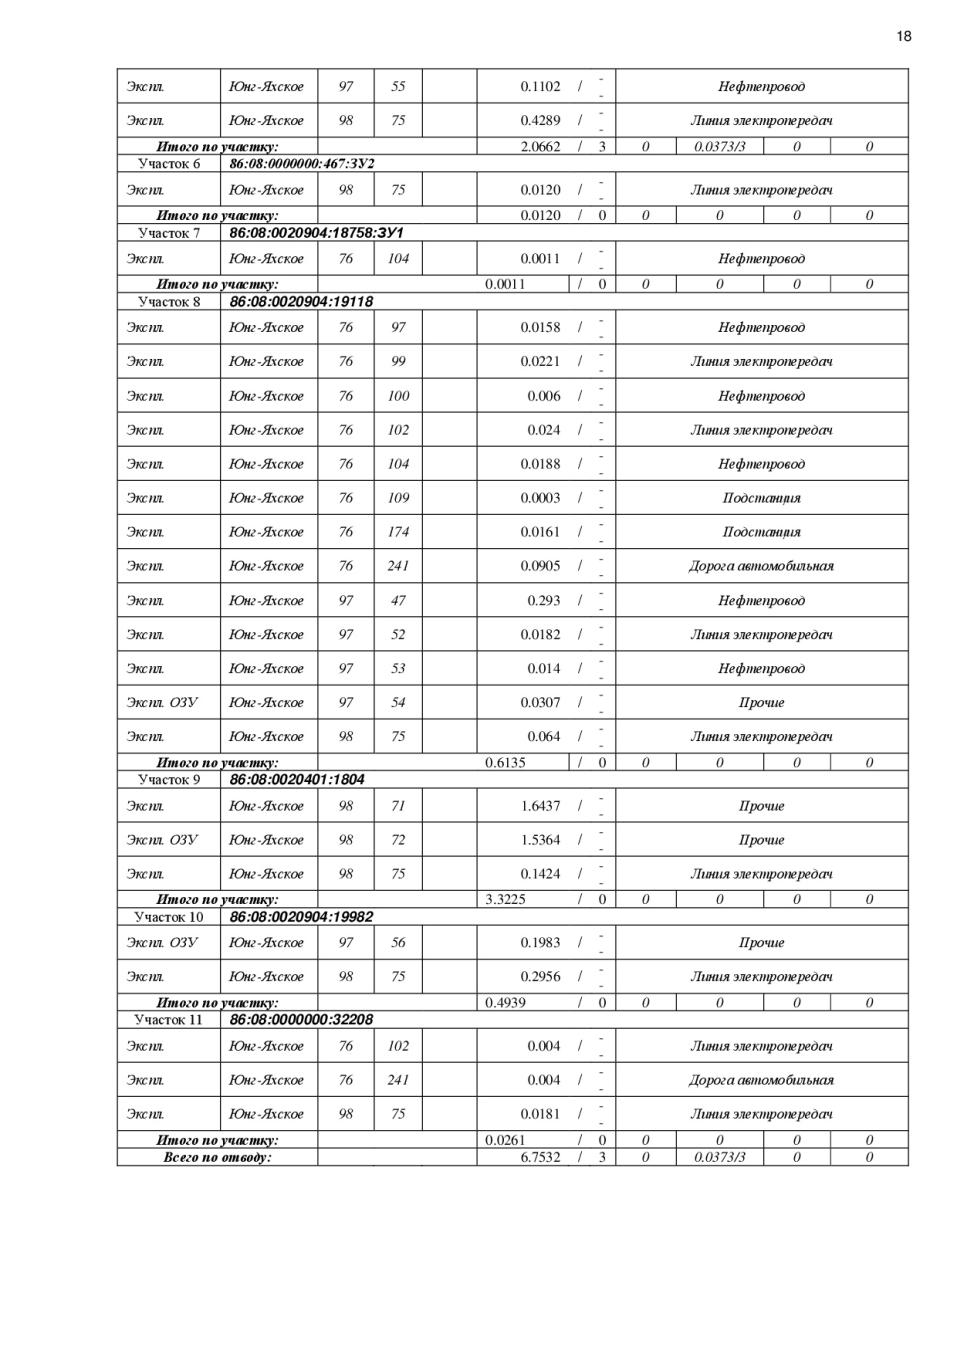 18
Экспл. Юнг-Яхское 97 55 0.1102 / - - Нефтепровод
Экспл. Юнг-Яхское 98 75 0.4289 / - - Линия электропередач
Итого по участку: 2.0662 / 3 0 0.0373/3 0 0
Участок 6 86:08:0000000:467:ЗУ2
Экспл. Юнг-Яхское 98 75 0.0120 / - - Линия электропередач
Итого по участку: 0.0120 / 0 0 0 0 0
Участок 7 86:08:0020904:18758:ЗУ1
Экспл. Юнг-Яхское 76 104 0.0011 / - - Нефтепровод
Итого по участку: 0.0011 / 0 0 0 0 0
Участок 8 86:08:0020904:19118
Экспл. Юнг-Яхское 76 97 0.0158 / - - Нефтепровод
Экспл. Юнг-Яхское 76 99 0.0221 / - - Линия электропередач
Экспл. Юнг-Яхское 76 100 0.006 / - - Нефтепровод
Экспл. Юнг-Яхское 76 102 0.024 / - - Линия электропередач
Экспл. Юнг-Яхское 76 104 0.0188 / - - Нефтепровод
Экспл. Юнг-Яхское 76 109 0.0003 / - - Подстанция
Экспл. Юнг-Яхское 76 174 0.0161 / - - Подстанция
Экспл. Юнг-Яхское 76 241 0.0905 / - - Дорога автомобильная
Экспл. Юнг-Яхское 97 47 0.293 / - - Нефтепровод
Экспл. Юнг-Яхское 97 52 0.0182 / - - Линия электропередач
Экспл. Юнг-Яхское 97 53 0.014 / - - Нефтепровод
Экспл. ОЗУ Юнг-Яхское 97 54 0.0307 / - - Прочие
Экспл. Юнг-Яхское 98 75 0.064 / - - Линия электропередач
Итого по участку: 0.6135 / 0 0 0 0 0
Участок 9 86:08:0020401:1804
Экспл. Юнг-Яхское 98 71 1.6437 / - - Прочие
Экспл. ОЗУ Юнг-Яхское 98 72 1.5364 / - - Прочие
Экспл. Юнг-Яхское 98 75 0.1424 / - - Линия электропередач
Итого по участку: 3.3225 / 0 0 0 0 0
Участок 10 86:08:0020904:19982
Экспл. ОЗУ Юнг-Яхское 97 56 0.1983 / - - Прочие
Экспл. Юнг-Яхское 98 75 0.2956 / - - Линия электропередач
Итого по участку: 0.4939 / 0 0 0 0 0
Участок 11 86:08:0000000:32208
Экспл. Юнг-Яхское 76 102 0.004 / - - Линия электропередач
Экспл. Юнг-Яхское 76 241 0.004 / - - Дорога автомобильная
Экспл. Юнг-Яхское 98 75 0.0181 / - - Линия электропередач
Итого по участку: 0.0261 / 0 0 0 0 0
Всего по отводу: 6.7532 / 3 0 0.0373/3 0 0